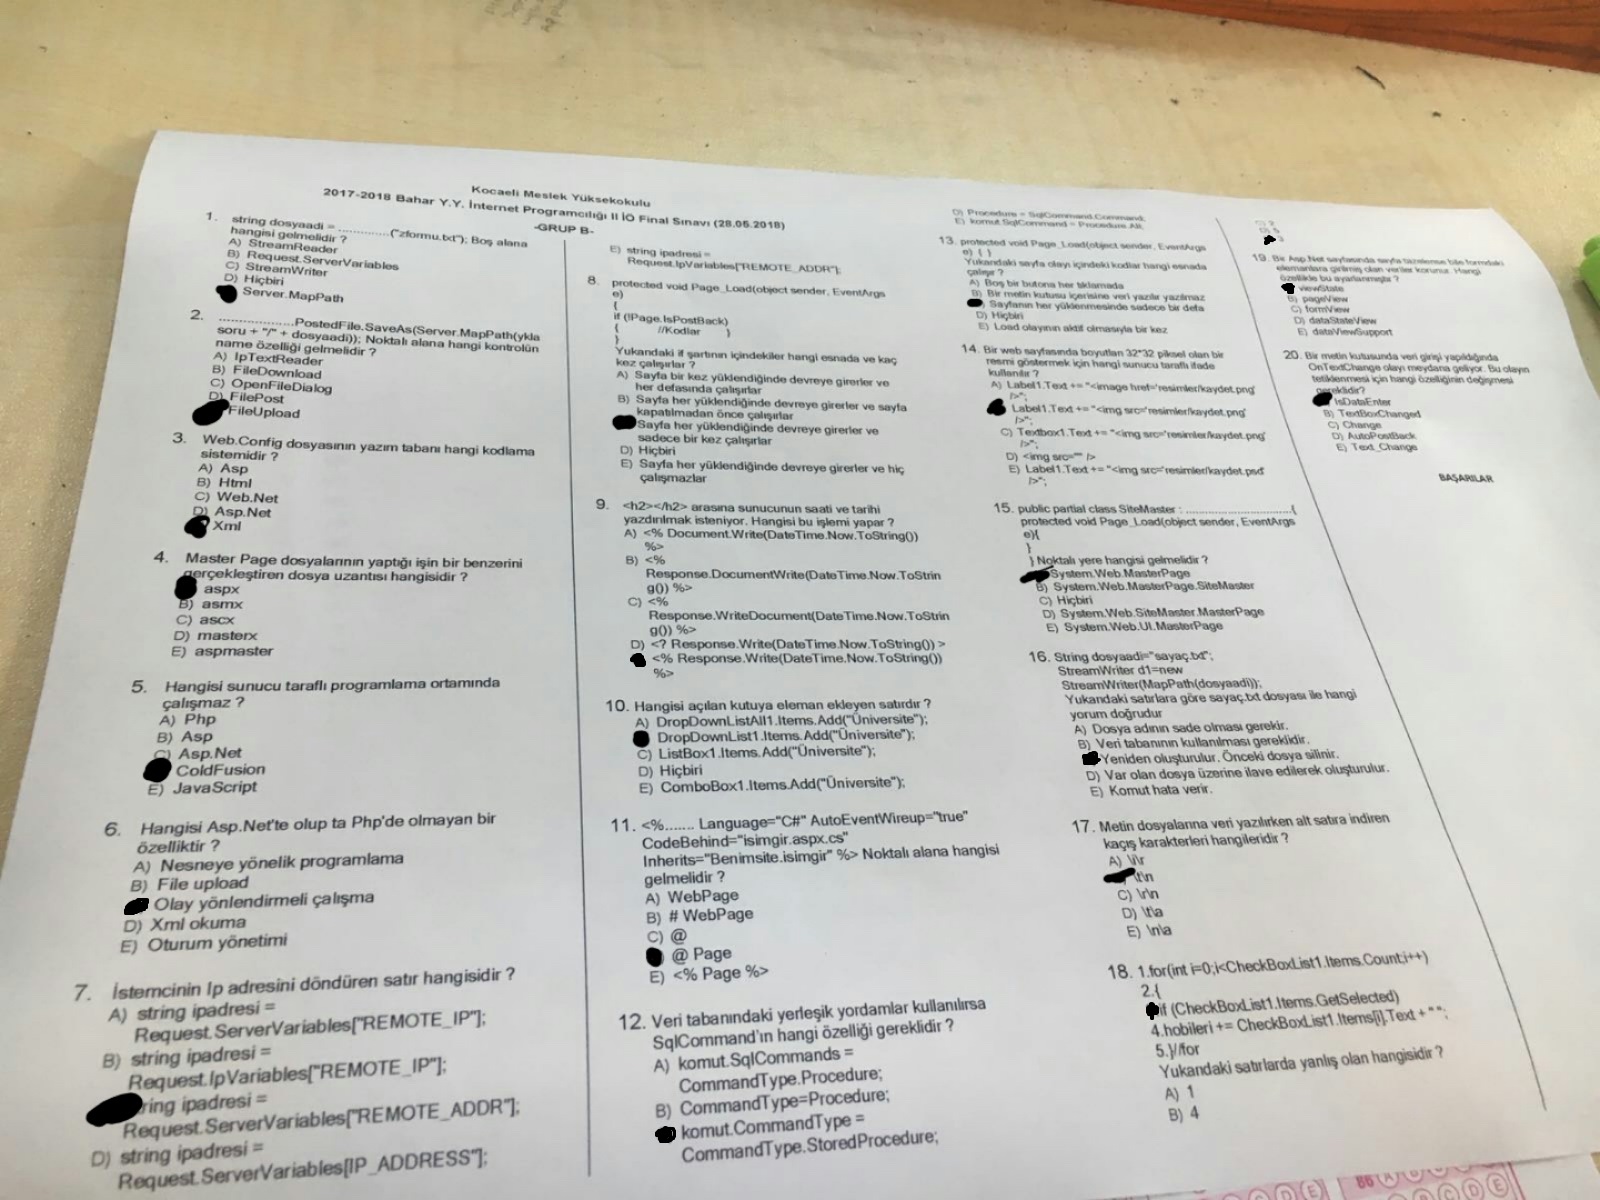 Kocaeli Meslek Yüksekokulu
2017-2018 Bahar Y.Y. İnternet Programcılığı II İÖ Final Sınavı (28.05.2018)
-GRUP B-
1. string dosyaadi = .............("zformu.txt"); Boş alana
hangisi gelmelidir ?
A) StreamReader
B) Request.ServerVariables
C) StreamWriter
D) Hiçbiri
Server.MapPath
2. ....................PostedFile.SaveAs(Server.MapPath(ykla
soru + "/" + dosyaadi)); Noktalı alana hangi kontrolün
name özelliği gelmelidir ?
A) IpTextReader
B) FileDownload
C) OpenFileDialog
D) FilePost
FileUpload
3. Web.Config dosyasının yazım tabanı hangi kodlama
sistemidir ?
A) Asp
B) Html
C) Web.Net
D) Asp.Net
Xml
4. Master Page dosyalarının yaptığı işin bir benzerini
gerçekleştiren dosya uzantısı hangisidir ?
aspx
B) asmx
C) ascx
D) masterx
E) aspmaster
5. Hangisi sunucu taraflı programlama ortamında
çalışmaz ?
A) Php
B) Asp
C) Asp.Net
ColdFusion
E) JavaScript
6. Hangisi Asp.Net'te olup ta Php'de olmayan bir
özelliktir ?
A) Nesneye yönelik programlama
B) File upload
Olay yönlendirmeli çalışma
D) Xml okuma
E) Oturum yönetimi
7. İstemcinin Ip adresini döndüren satır hangisidir ?
A) string ipadresi =
Request.ServerVariables["REMOTE_IP"];
B) string ipadresi =
Request.IpVariables["REMOTE_IP"];
ring ipadresi =
Request.ServerVariables["REMOTE_ADDR"];
D) string ipadresi =
Request.ServerVariables[IP_ADDRESS"];
E) string ipadresi =
Request.IpVariables["REMOTE_ADDR"];
8. protected void Page_Load(object sender, EventArgs
e)
{
if (!Page.IsPostBack)
{ //Kodlar }
}
Yukarıdaki if şartının içindekiler hangi esnada ve kaç
kez çalışırlar ?
A) Sayfa bir kez yüklendiğinde devreye girerler ve
her defasında çalışırlar
B) Sayfa her yüklendiğinde devreye girerler ve sayfa
kapatılmadan önce çalışırlar
Sayfa her yüklendiğinde devreye girerler ve
sadece bir kez çalışırlar
D) Hiçbiri
E) Sayfa her yüklendiğinde devreye girerler ve hiç
çalışmazlar
9. <h2></h2> arasına sunucunun saati ve tarihi
yazdırılmak isteniyor. Hangisi bu işlemi yapar ?
A) <% Document.Write(DateTime.Now.ToString())
%>
B) <%
Response.DocumentWrite(DateTime.Now.ToStrin
g()) %>
C) <%
Response.WriteDocument(DateTime.Now.ToStrin
g()) %>
D) <? Response.Write(DateTime.Now.ToString()) >
<% Response.Write(DateTime.Now.ToString())
%>
10. Hangisi açılan kutuya eleman ekleyen satırdır ?
A) DropDownListAll1.Items.Add("Üniversite");
DropDownList1.Items.Add("Üniversite");
C) ListBox1.Items.Add("Üniversite");
D) Hiçbiri
E) ComboBox1.Items.Add("Üniversite");
11. <%....... Language="C#" AutoEventWireup="true"
CodeBehind="isimgir.aspx.cs"
Inherits="Benimsite.isimgir" %> Noktalı alana hangisi
gelmelidir ?
A) WebPage
B) # WebPage
C) @
@ Page
E) <% Page %>
12. Veri tabanındaki yerleşik yordamlar kullanılırsa
SqlCommand'ın hangi özelliği gereklidir ?
A) komut.SqlCommands =
CommandType.Procedure;
B) CommandType=Procedure;
komut.CommandType =
CommandType.StoredProcedure;
D) Procedure = SqlCommand.Command;
E) komut.SqlCommand = Procedure.All;
13. protected void Page_Load(object sender, EventArgs
e) { }
Yukarıdaki sayfa olayı içindeki kodlar hangi esnada
çalışır ?
A) Boş bir butona her tıklamada
B) Bir metin kutusu içerisine veri yazılır yazılmaz
Sayfanın her yüklenmesinde sadece bir defa
D) Hiçbiri
E) Load olayının aktif olmasıyla bir kez
14. Bir web sayfasında boyutları 32*32 piksel olan bir
resmi göstermek için hangi sunucu taraflı ifade
kullanılır ?
A) Label1.Text += "<image href='resimler/kaydet.png'
/>";
Label1.Text += "<img src='resimler/kaydet.png'
/>";
C) Textbox1.Text += "<img src='resimler/kaydet.png'
/>";
D) <img src="" />
E) Label1.Text += "<img src='resimler/kaydet.psd'
/>";
15. public partial class SiteMaster : ..............................{
protected void Page_Load(object sender, EventArgs
e){
}
} Noktalı yere hangisi gelmelidir ?
System.Web.MasterPage
B) System.Web.MasterPage.SiteMaster
C) Hiçbiri
D) System.Web.SiteMaster.MasterPage
E) System.Web.UI.MasterPage
16. String dosyaadi="sayaç.txt";
StreamWriter d1=new
StreamWriter(MapPath(dosyaadi));
Yukarıdaki satırlara göre sayaç.txt dosyası ile hangi
yorum doğrudur
A) Dosya adının sade olması gerekir.
B) Veri tabanının kullanılması gereklidir.
Yeniden oluşturulur. Önceki dosya silinir.
D) Var olan dosya üzerine ilave edilerek oluşturulur.
E) Komut hata verir.
17. Metin dosyalarına veri yazılırken alt satıra indiren
kaçış karakterleri hangileridir ?
A) \l\r
\t\n
C) \r\n
D) \t\a
E) \n\a
18. 1.for(int i=0;i<CheckBoxList1.Items.Count;i++)
2.{
if (CheckBoxList1.Items.GetSelected)
4.hobileri += CheckBoxList1.Items[i].Text + " ";
5.}//for
Yukarıdaki satırlarda yanlış olan hangisidir ?
A) 1
B) 4
C) 2
D) 5
3
19. Bir Asp.Net sayfasında sayfa tazelense bile formdaki
elemanlara girilmiş olan veriler korunur. Hangi
özellikle bu ayarlanmıştır ?
viewState
B) pageView
C) formView
D) dataStateView
E) dataViewSupport
20. Bir metin kutusunda veri girişi yapıldığında
OnTextChange olayı meydana geliyor. Bu olayın
tetiklenmesi için hangi özelliğinin değişmesi
gereklidir?
IsDataEnter
B) TextBoxChanged
C) Change
D) AutoPostBack
E) Text_Change
BAŞARILAR
86